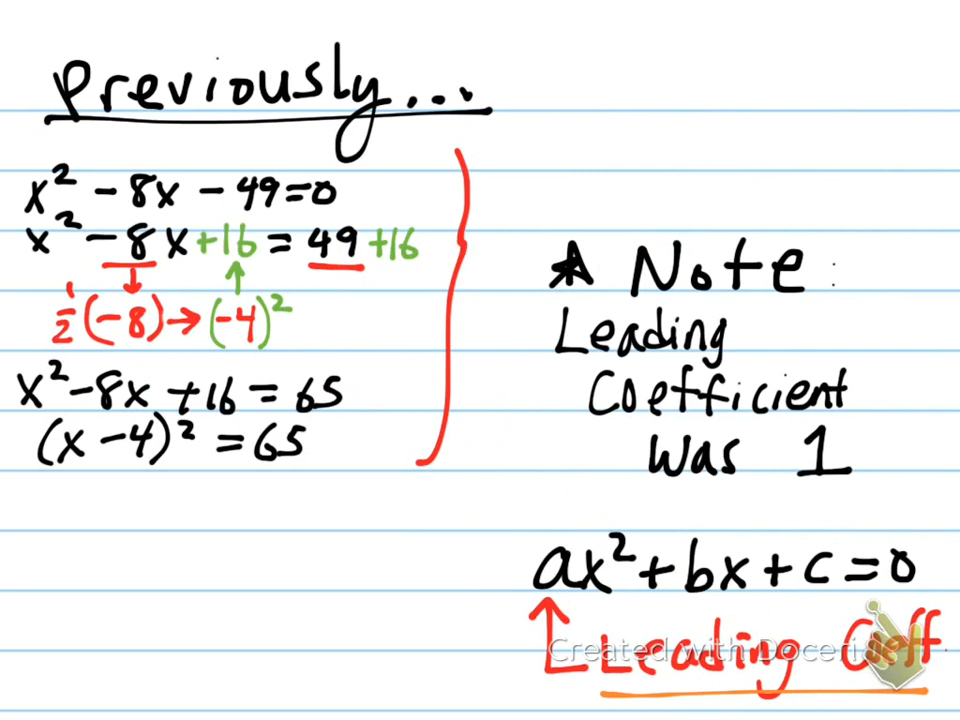 Previously...
x² - 8x - 49 = 0
x² - 8x + 16 = 49 + 16
1/2 (-8) → (-4)²
x² - 8x + 16 = 65
(x - 4)² = 65
★ Note:
Leading
Coefficient
Was 1
ax² + bx + c = 0
Leading Coeff.
Created with Doceri